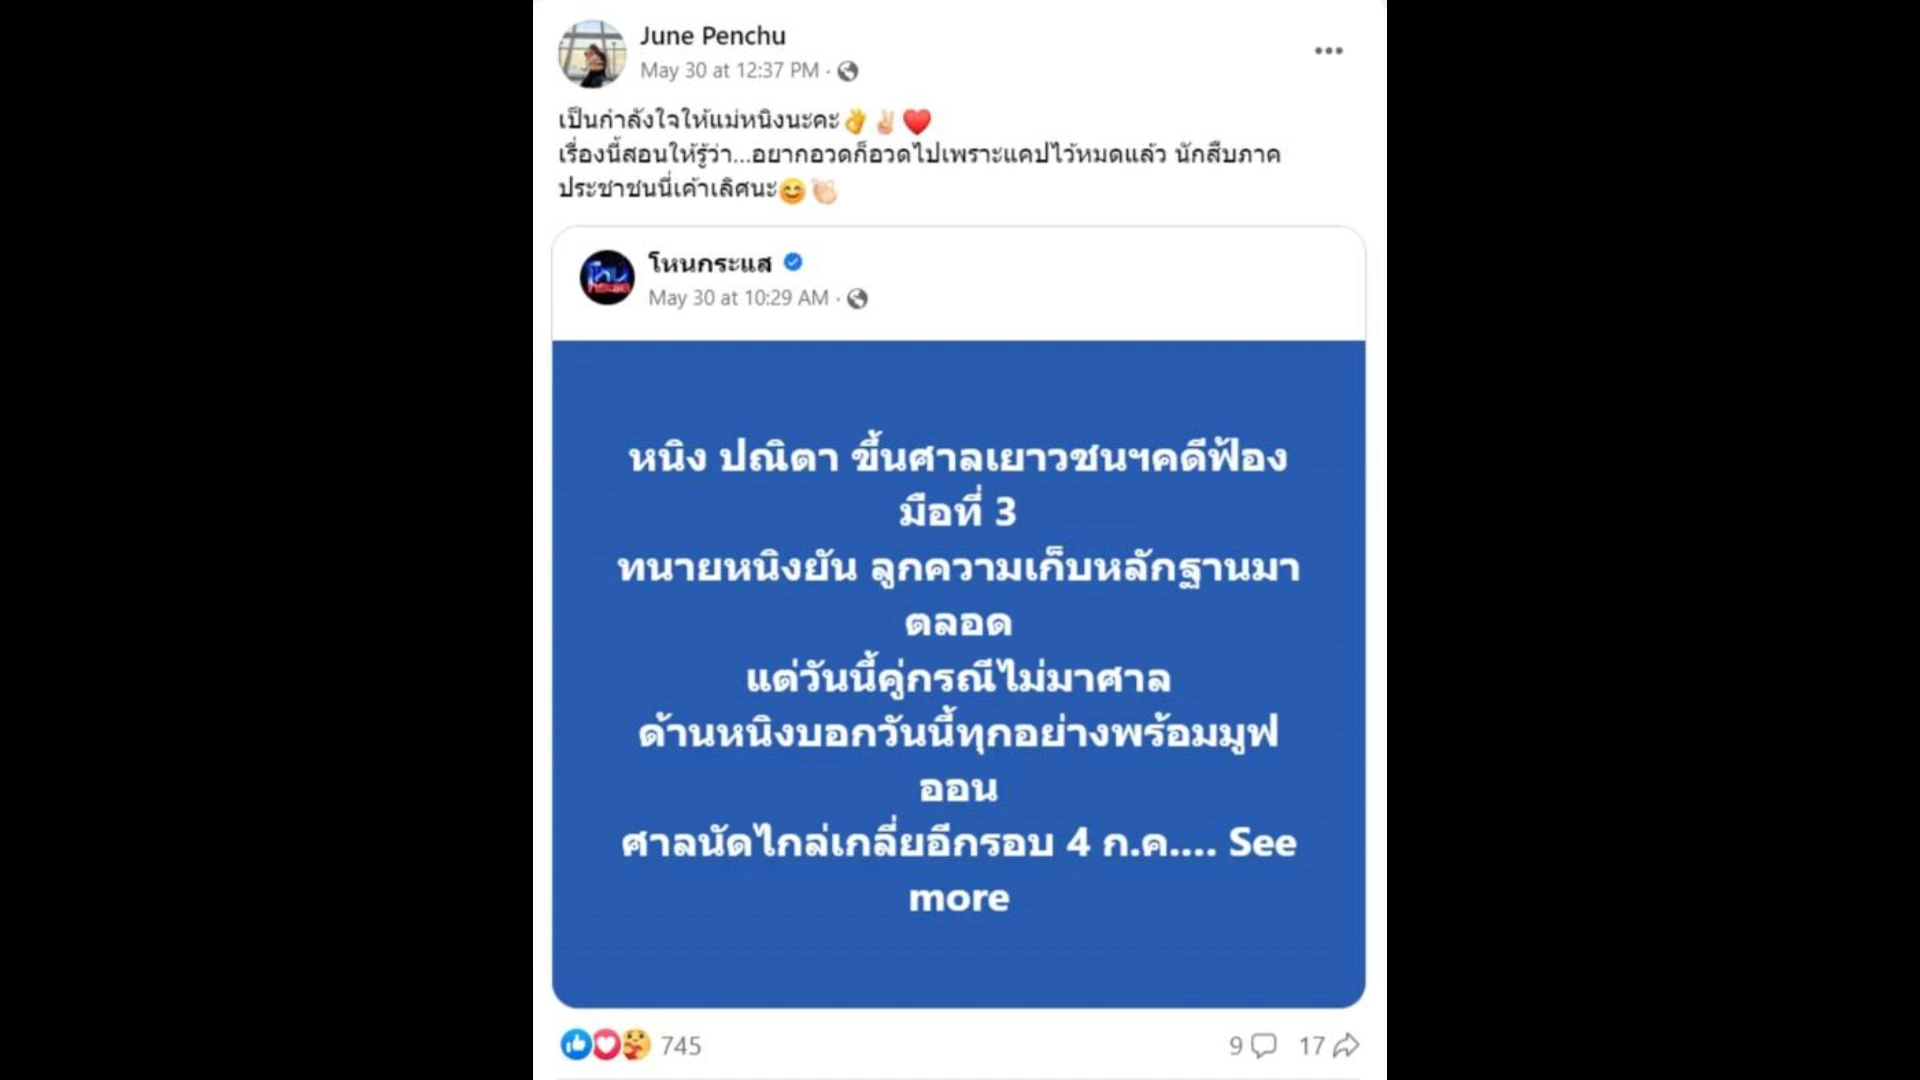 June Penchu
May 30 at 12:37 PM ·
เป็นกำลังใจให้แม่หนิงนะคะ👌✌🏻❤️
เรื่องนี้สอนให้รู้ว่า...อยากอวดก็อวดไปเพราะแคปไว้หมดแล้ว นักสืบภาค
ประชาชนนี่เค้าเลิศนะ😊👏🏻
โหนกระแส
โหนกระแส
May 30 at 10:29 AM ·
หนิง ปณิตา ขึ้นศาลเยาวชนฯคดีฟ้อง
มือที่ 3
ทนายหนิงยัน ลูกความเก็บหลักฐานมา
ตลอด
แต่วันนี้คู่กรณีไม่มาศาล
ด้านหนิงบอกวันนี้ทุกอย่างพร้อมมูฟ
ออน
ศาลนัดไกล่เกลี่ยอีกรอบ 4 ก.ค.... See
more
745
9 17